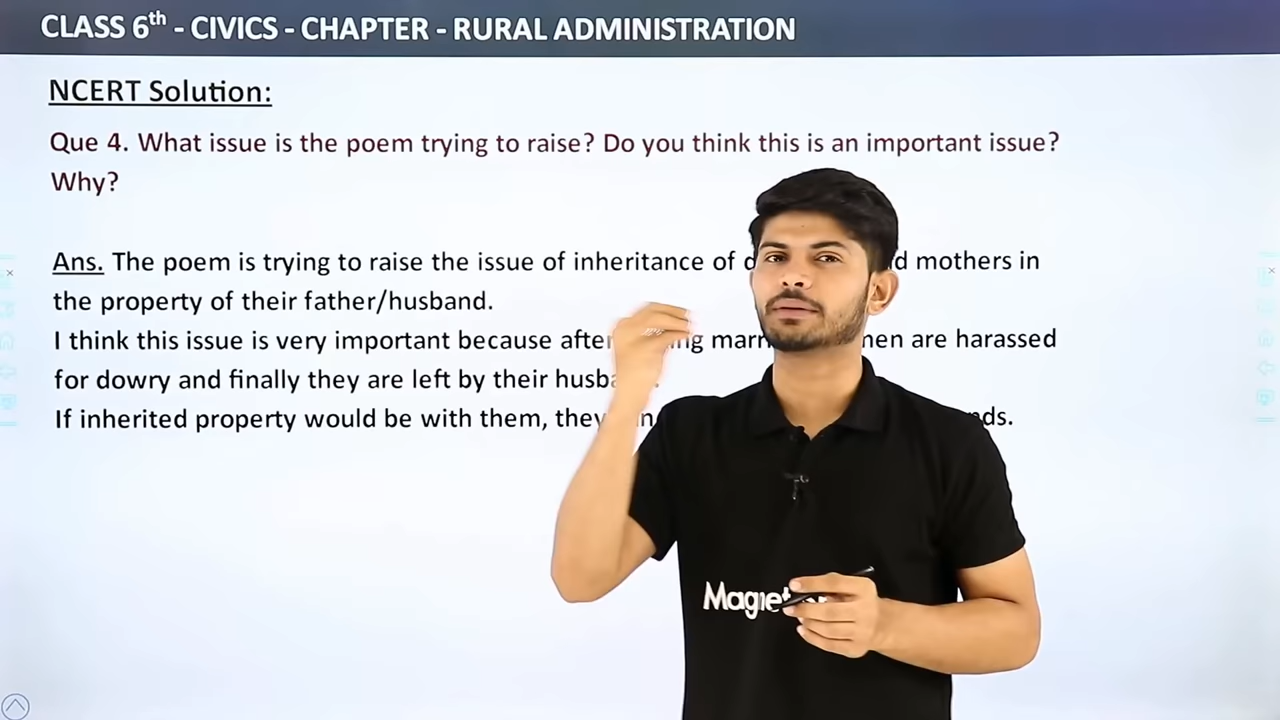 CLASS 6th - CIVICS - CHAPTER - RURAL ADMINISTRATION
NCERT Solution:
Que 4. What issue is the poem trying to raise? Do you think this is an important issue?
Why?
Ans. The poem is trying to raise the issue of inheritance of mothers in
the property of their father/husband.
I think this issue is very important because after are harassed
for dowry and finally they are left by their
If inherited property would be with them, they